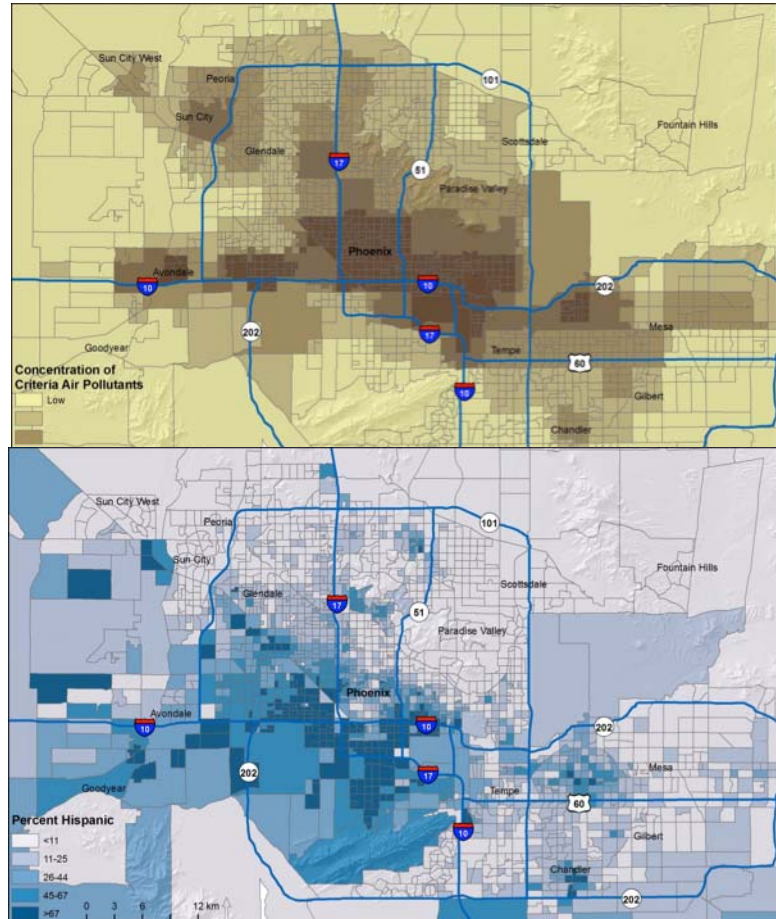 Sun City West
Peoria
101
Sun City
Fountain Hills
Scottsdale
Glendale
17
51
Paradise Valley
Phoenix
Avondale
10
10
202
202
Mesa
17
Goodyear
Tempe
60
Concentration of
Criteria Air Pollutants
Low
10
Gilbert
Chandler
Sun City West
Peoria
101
Sun City
Fountain Hills
Scottsdale
Glendale
17
51
Paradise Valley
Phoenix
Avondale
10
10
202
Mesa
202
17
Goodyear
Tempe
60
Percent Hispanic
10
Gilbert
<11
11-25
26-44
Chandler
45-67
202
>67
0 3 6 12 km